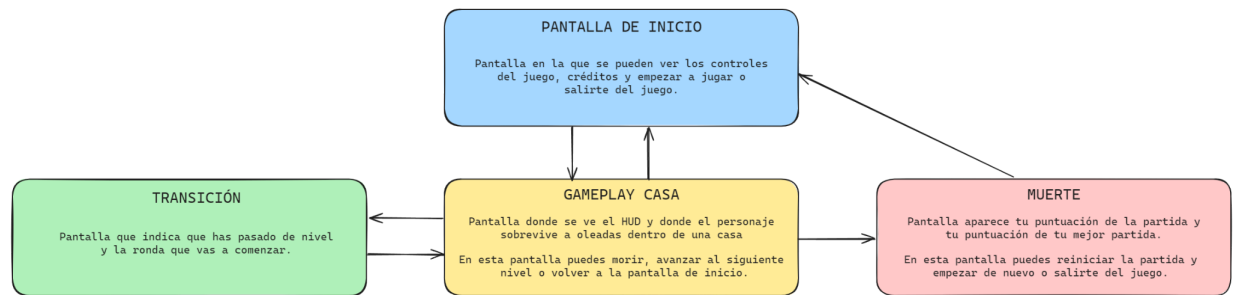 PANTALLA DE INICIO
Pantalla en la que se pueden ver los controles
del juego, créditos y empezar a jugar o
salirte del juego.
TRANSICIÓN
Pantalla que indica que has pasado de nivel
y la ronda que vas a comenzar.
GAMEPLAY CASA
Pantalla donde se ve el HUD y donde el personaje
sobrevive a oleadas dentro de una casa
En esta pantalla puedes morir, avanzar al siguiente
nivel o volver a la pantalla de inicio.
MUERTE
Pantalla aparece tu puntuación de la partida y
tu puntuación de tu mejor partida.
En esta pantalla puedes reiniciar la partida y
empezar de nuevo o salirte del juego.